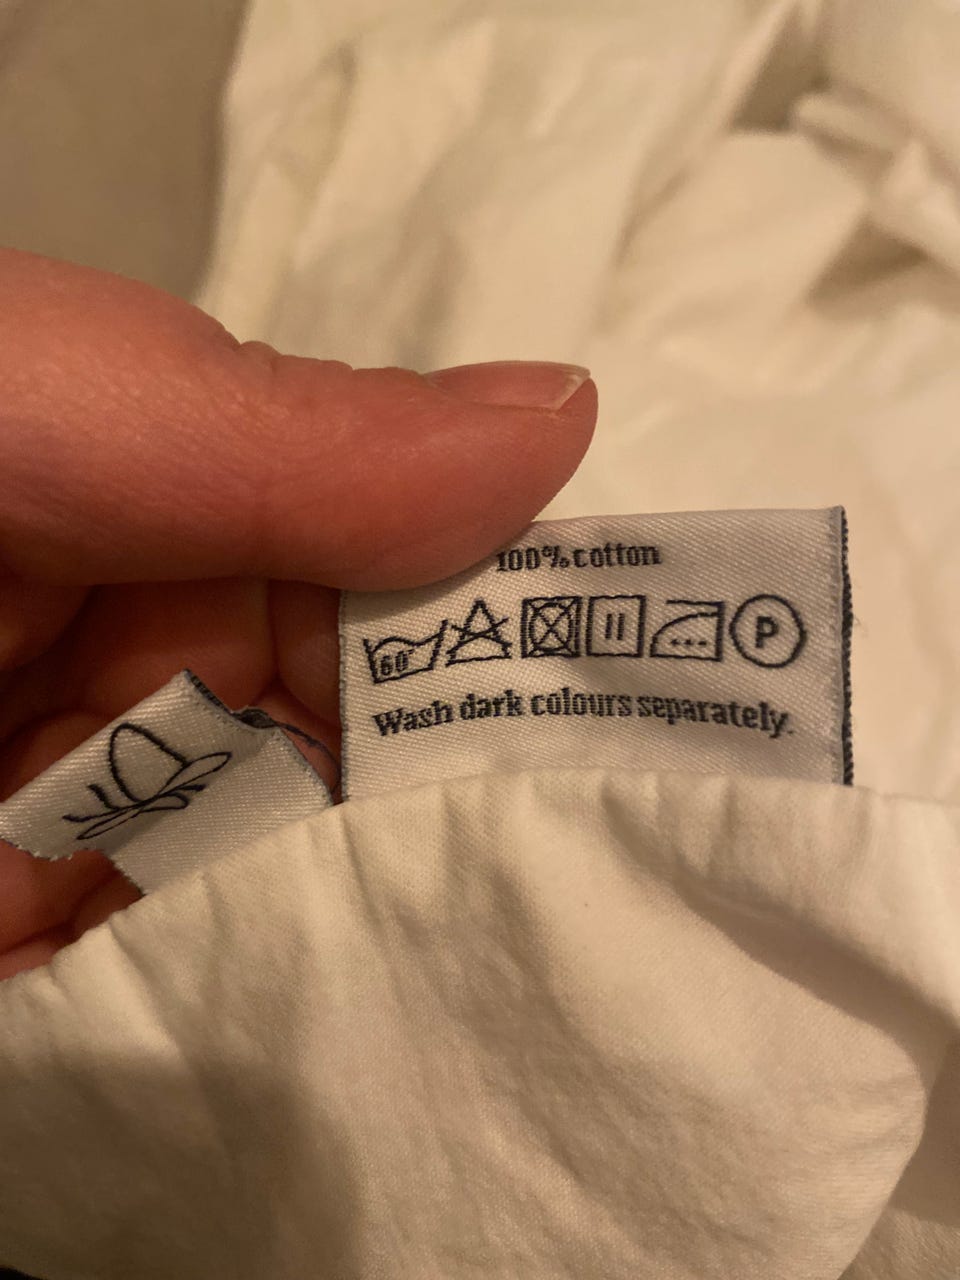 100% cotton
60° P
Wash dark colours separately.